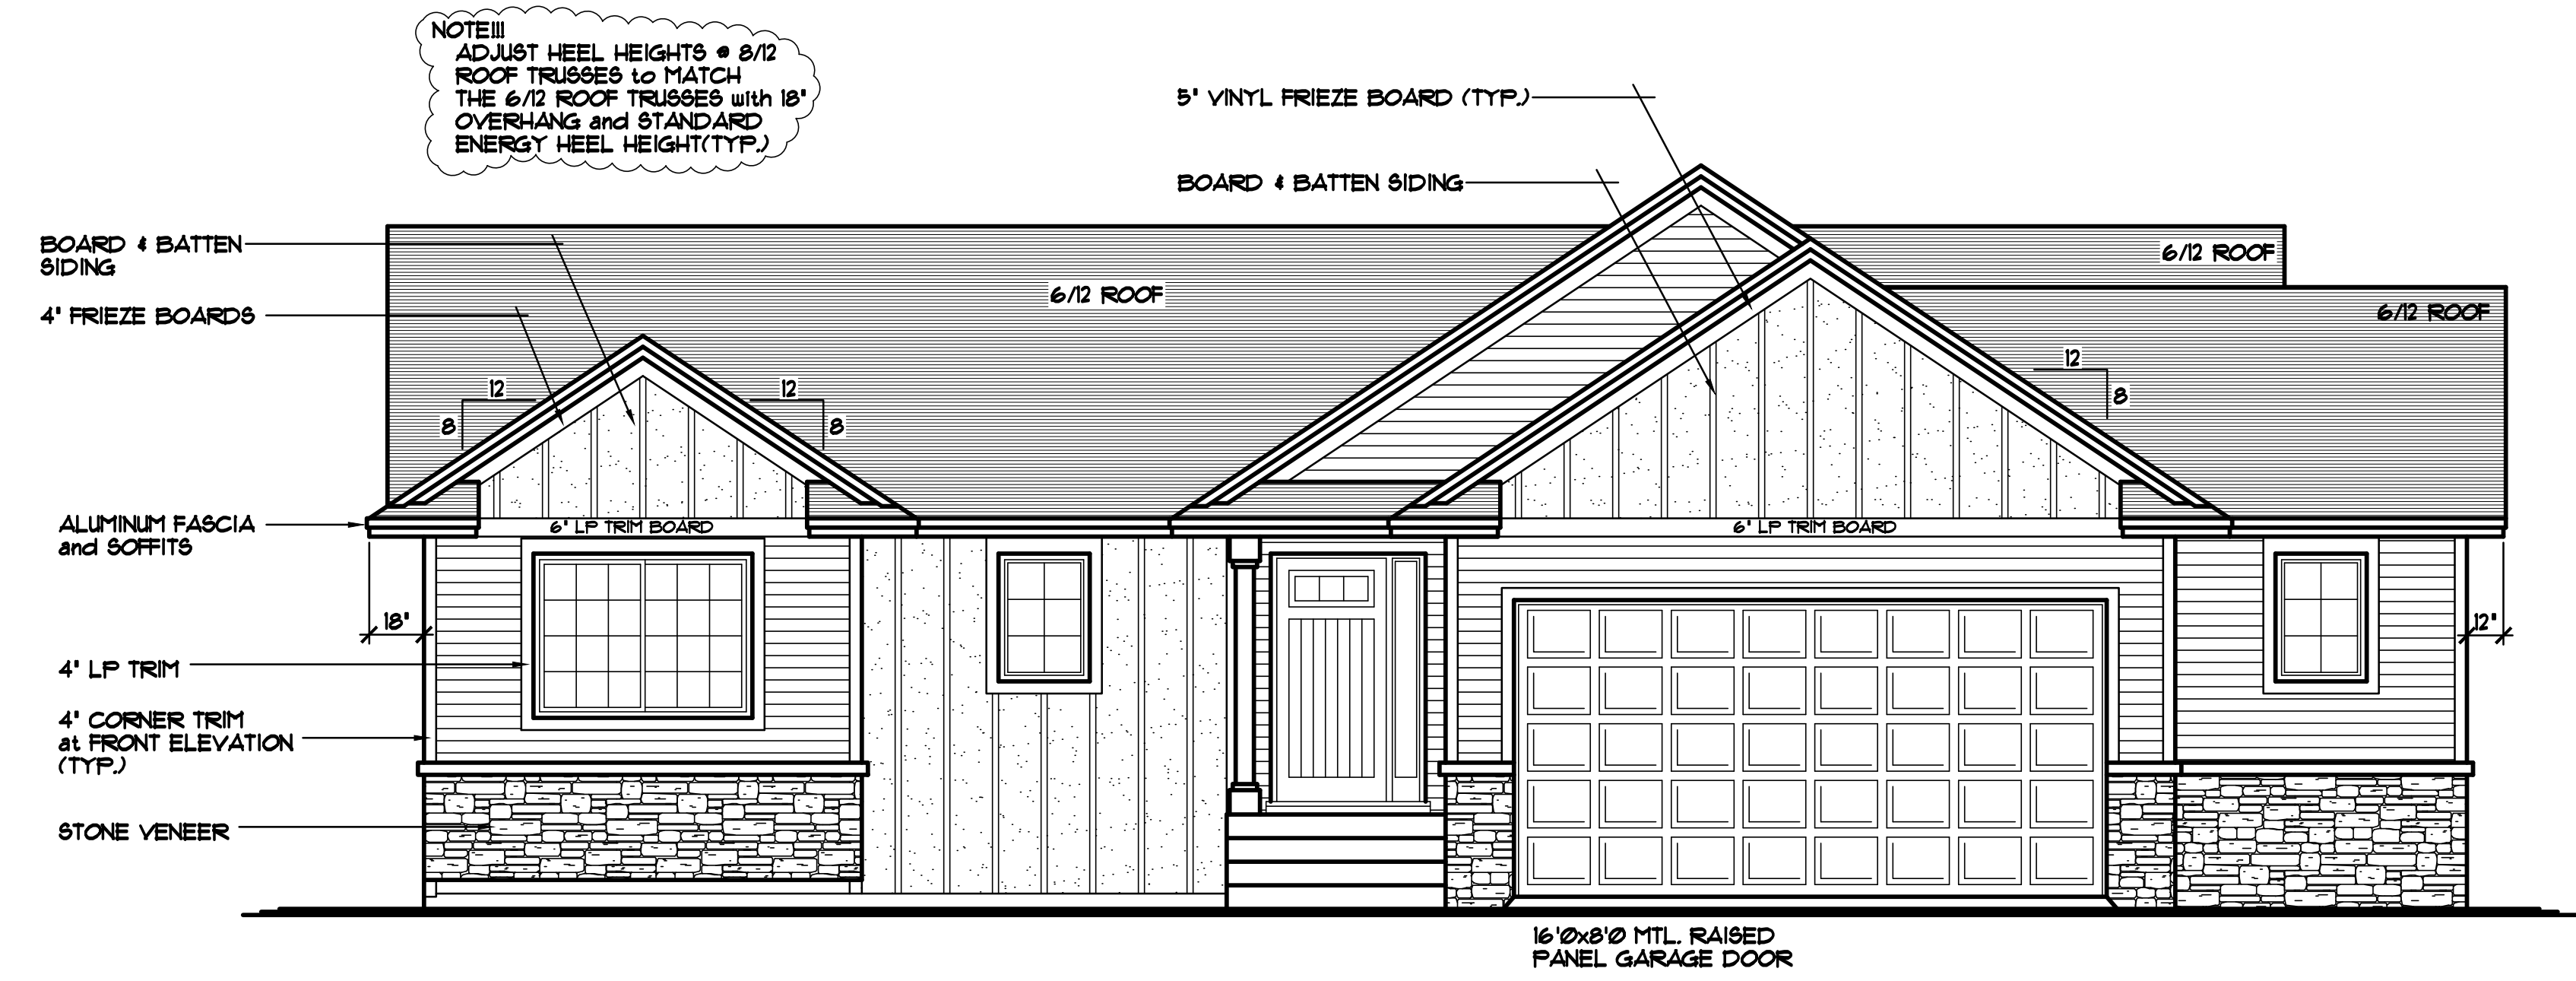 NOTE!!!
ADJUST HEEL HEIGHTS @ 8/12
ROOF TRUSSES to MATCH
THE 6/12 ROOF TRUSSES with 18"
OVERHANG and STANDARD
ENERGY HEEL HEIGHT(TYP.)
5" VINYL FRIEZE BOARD (TYP.)
BOARD & BATTEN SIDING
BOARD & BATTEN
SIDING
4" FRIEZE BOARDS
6/12 ROOF
6/12 ROOF
6/12 ROOF
12
8
12
8
12
8
ALUMINUM FASCIA
and SOFFITS
6" LP TRIM BOARD
6" LP TRIM BOARD
18"
12"
4" LP TRIM
4" CORNER TRIM
at FRONT ELEVATION
(TYP.)
STONE VENEER
16'0x8'0 MTL. RAISED
PANEL GARAGE DOOR